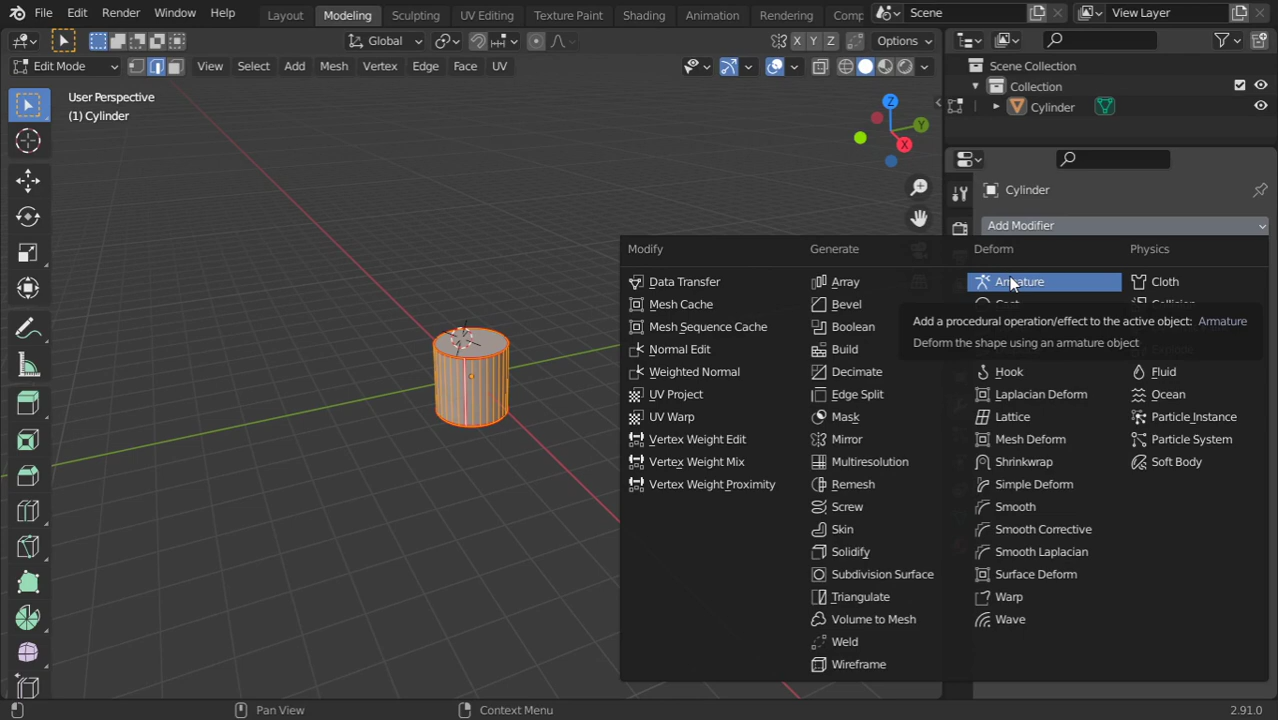 File Edit Render Window Help Layout Modeling Sculpting UV Editing Texture Paint Shading Animation Rendering Comp Scene View Layer
Global X Y Z Options
Edit Mode View Select Add Mesh Vertex Edge Face UV
Scene Collection
Collection
Cylinder
User Perspective
(1) Cylinder
Z
Y
X
Cylinder
Add Modifier
Modify Generate Deform Physics
Data Transfer Array Armature Cloth
Mesh Cache Bevel
Mesh Sequence Cache Boolean
Add a procedural operation/effect to the active object: Armature
Normal Edit Build
Deform the shape using an armature object
Weighted Normal Decimate Hook Fluid
UV Project Edge Split Laplacian Deform Ocean
UV Warp Mask Lattice Particle Instance
Vertex Weight Edit Mirror Mesh Deform Particle System
Vertex Weight Mix Multiresolution Shrinkwrap Soft Body
Vertex Weight Proximity Remesh Simple Deform
Screw Smooth
Skin Smooth Corrective
Solidify Smooth Laplacian
Subdivision Surface Surface Deform
Triangulate Warp
Volume to Mesh Wave
Weld
Wireframe
Pan View Context Menu 2.91.0